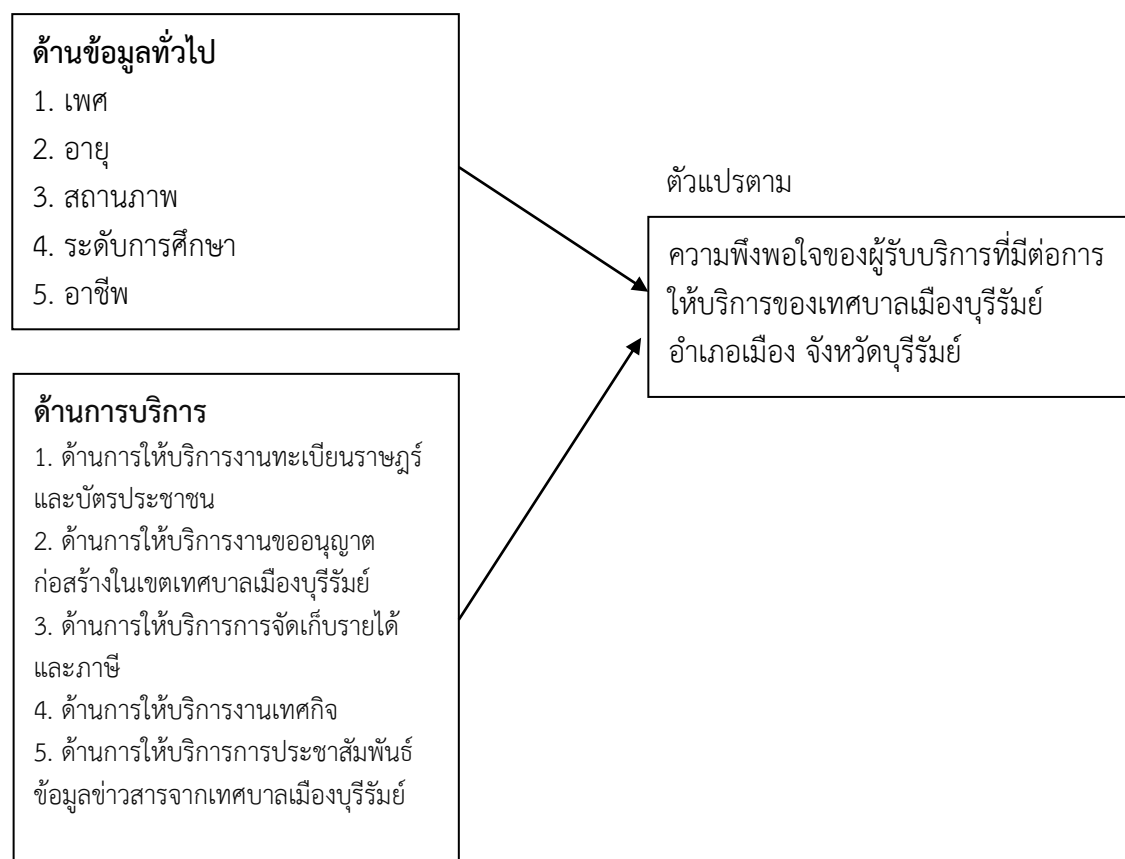 ด้านข้อมูลทั่วไป
1. เพศ
2. อายุ
3. สถานภาพ
4. ระดับการศึกษา
5. อาชีพ
ตัวแปรตาม
ความพึงพอใจของผู้รับบริการที่มีต่อการ
ให้บริการของเทศบาลเมืองบุรีรัมย์
อำเภอเมือง จังหวัดบุรีรัมย์
ด้านการบริการ
1. ด้านการให้บริการงานทะเบียนราษฎร์
และบัตรประชาชน
2. ด้านการให้บริการงานขออนุญาต
ก่อสร้างในเขตเทศบาลเมืองบุรีรัมย์
3. ด้านการให้บริการการจัดเก็บรายได้
และภาษี
4. ด้านการให้บริการงานเทศกิจ
5. ด้านการให้บริการการประชาสัมพันธ์
ข้อมูลข่าวสารจากเทศบาลเมืองบุรีรัมย์